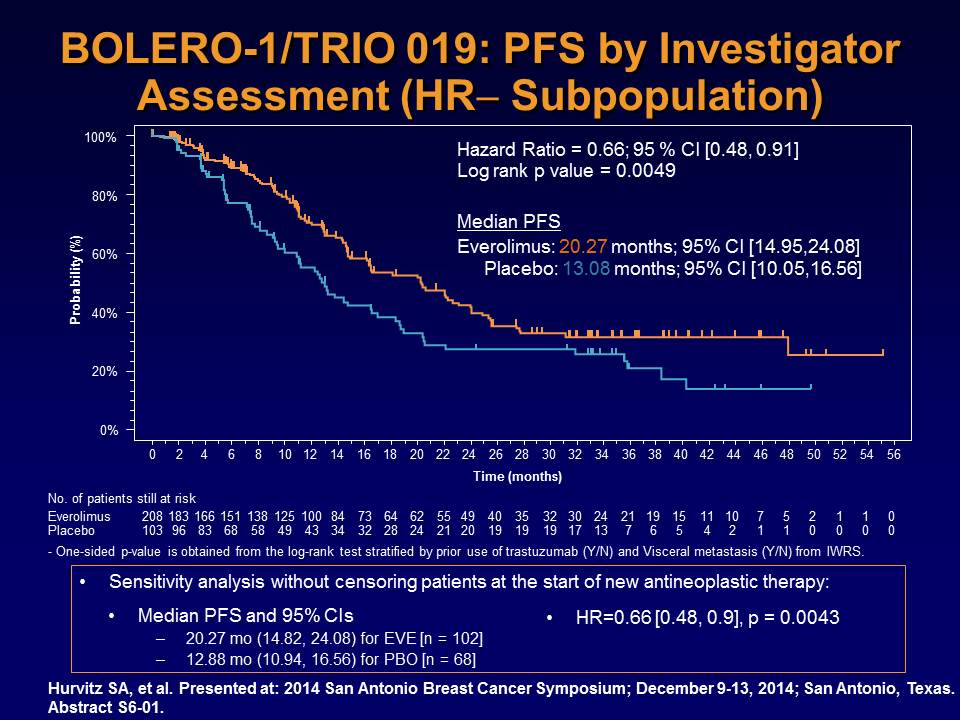 BOLERO-1/TRIO 019: PFS by Investigator
Assessment (HR– Subpopulation)
Hazard Ratio = 0.66; 95 % CI [0.48, 0.91]
Log rank p value = 0.0049
Median PFS
Everolimus: 20.27 months; 95% CI [14.95,24.08]
Placebo: 13.08 months; 95% CI [10.05,16.56]
Probability (%)
100%
80%
60%
40%
20%
0%
0 2 4 6 8 10 12 14 16 18 20 22 24 26 28 30 32 34 36 38 40 42 44 46 48 50 52 54 56
Time (months)
No. of patients still at risk
Everolimus 208 183 166 151 138 125 100 84 73 64 62 55 49 40 35 32 30 24 21 19 15 11 10 7 5 2 1 1 0
Placebo 103 96 83 68 58 49 43 34 32 28 24 21 20 19 19 19 17 13 7 6 5 4 2 1 1 0 0 0 0
- One-sided p-value is obtained from the log-rank test stratified by prior use of trastuzumab (Y/N) and Visceral metastasis (Y/N) from IWRS.
• Sensitivity analysis without censoring patients at the start of new antineoplastic therapy:
• Median PFS and 95% CIs
– 20.27 mo (14.82, 24.08) for EVE [n = 102]
– 12.88 mo (10.94, 16.56) for PBO [n = 68]
• HR=0.66 [0.48, 0.9], p = 0.0043
Hurvitz SA, et al. Presented at: 2014 San Antonio Breast Cancer Symposium; December 9-13, 2014; San Antonio, Texas.
Abstract S6-01.